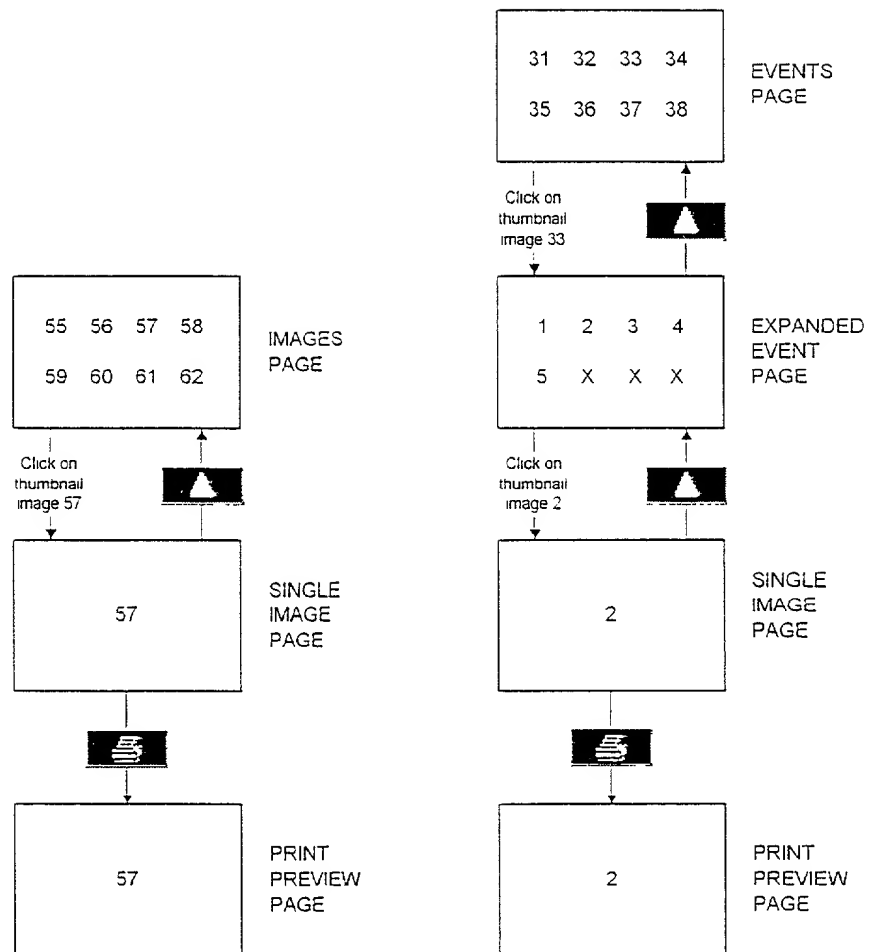 31 32 33 34
35 36 37 38
EVENTS
PAGE
Click on
thumbnail
image 33
1 2 3 4
5 X X X
EXPANDED
EVENT
PAGE
55 56 57 58
59 60 61 62
IMAGES
PAGE
Click on
thumbnail
image 57
Click on
thumbnail
image 2
57
SINGLE
IMAGE
PAGE
2
SINGLE
IMAGE
PAGE
57
PRINT
PREVIEW
PAGE
2
PRINT
PREVIEW
PAGE